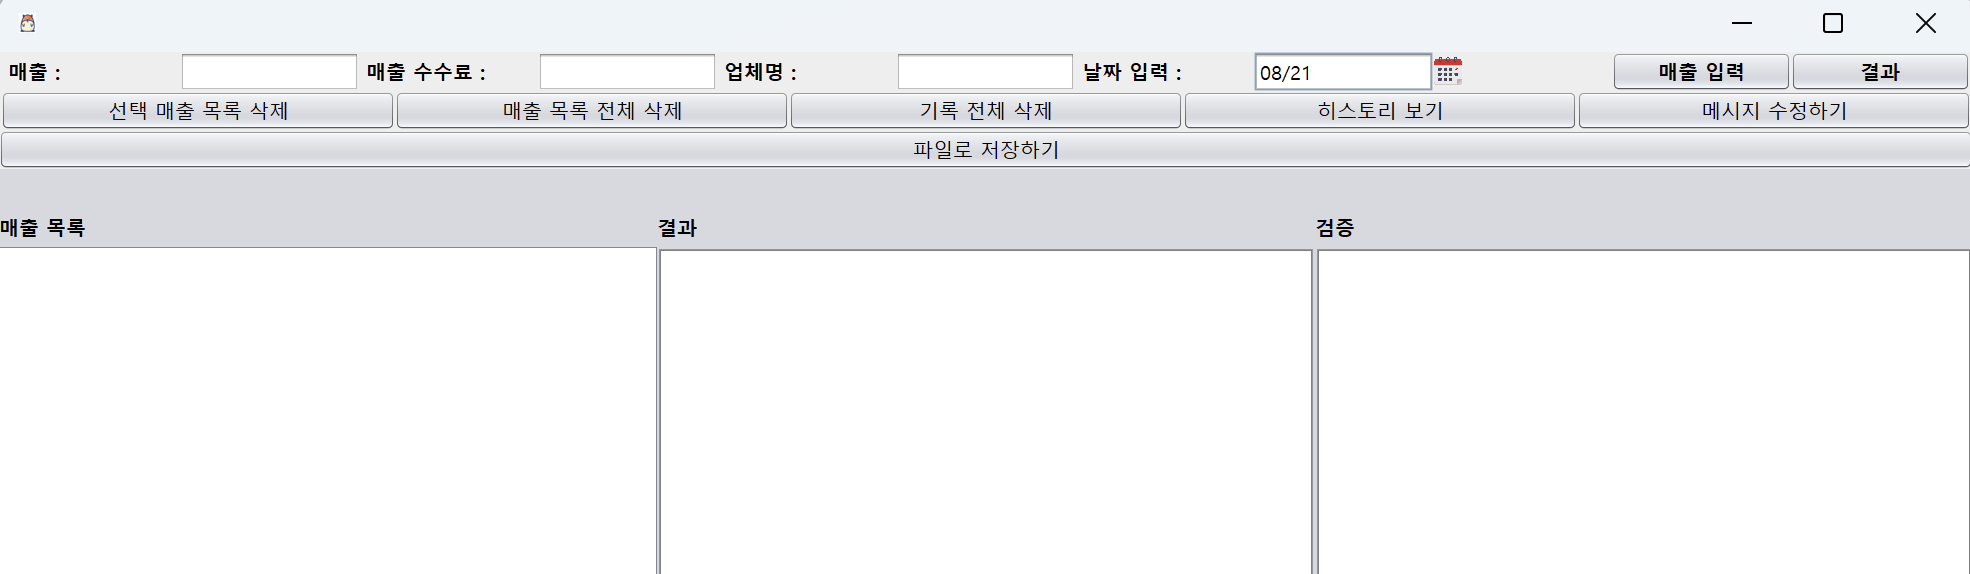 매출 : 매출 수수료 : 업체명 : 날짜 입력 : 08/21 매출 입력 결과
선택 매출 목록 삭제 매출 목록 전체 삭제 기록 전체 삭제 히스토리 보기 메시지 수정하기
파일로 저장하기
매출 목록 결과 검증